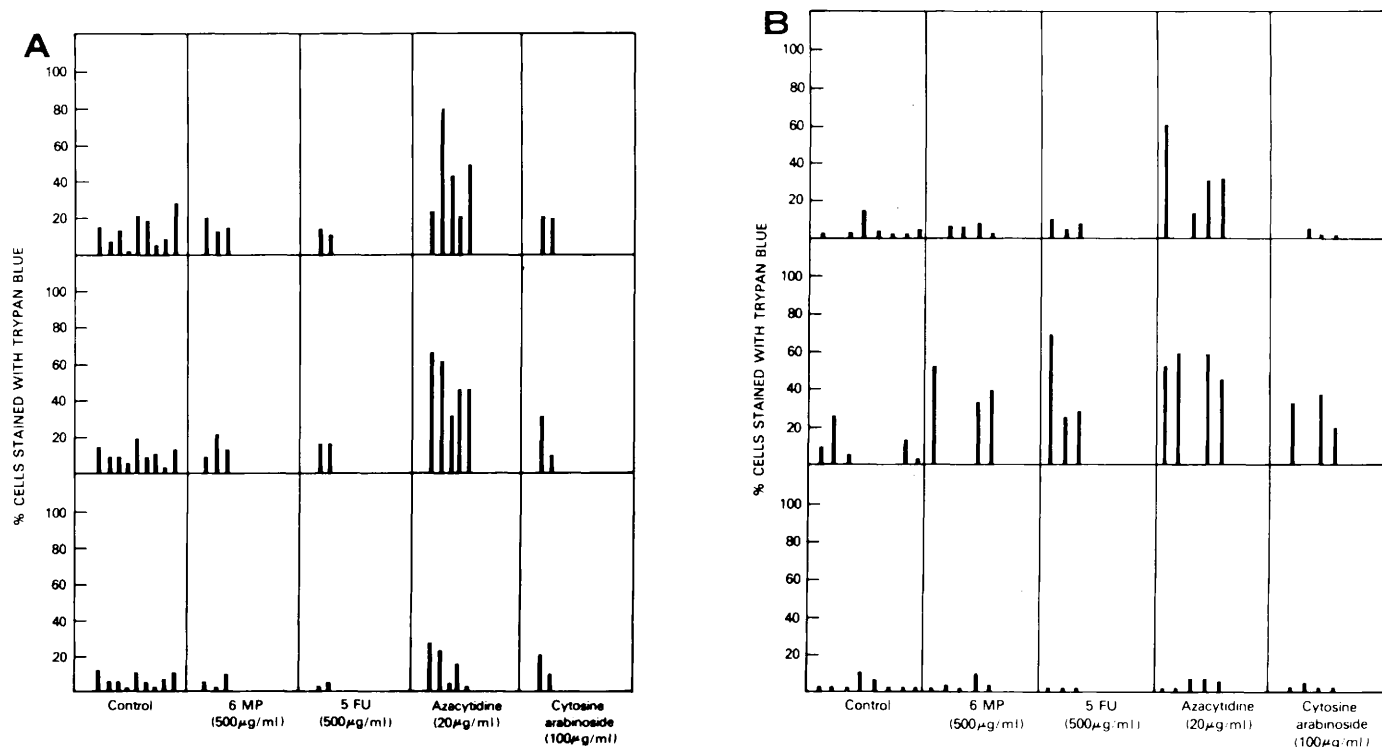 A
% CELLS STAINED WITH TRYPAN BLUE
100
80
60
40
20
100
80
60
40
20
100
80
60
40
20
Control
6 MP
(500µg/ml)
5 FU
(500µg/ml)
Azacytidine
(20µg/ml)
Cytosine
arabinoside
(100µg/ml)
B
% CELLS STAINED WITH TRYPAN BLUE
100
80
60
40
20
100
80
60
40
20
100
80
60
40
20
Control
6 MP
(500µg/ml)
5 FU
(500µg/ml)
Azacytidine
(20µg/ml)
Cytosine
arabinoside
(100µg/ml)